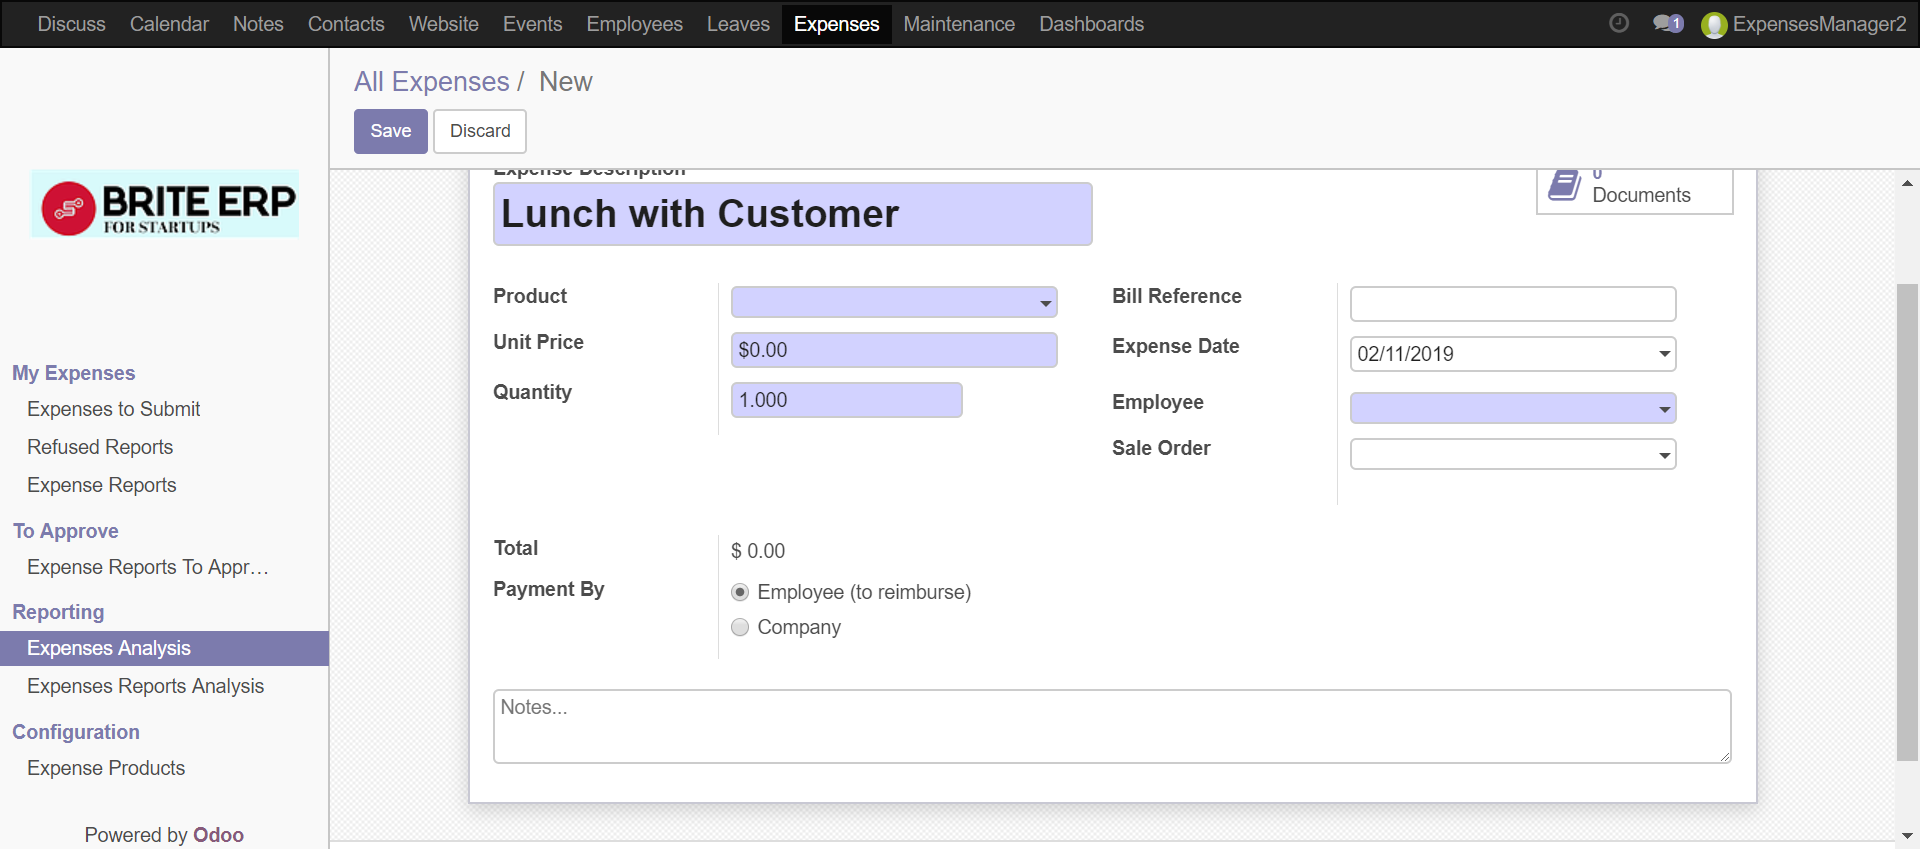 Discuss Calendar Notes Contacts Website Events Employees Leaves Expenses Maintenance Dashboards 1 ExpensesManager2
All Expenses / New
Save Discard
BRITE ERP
FOR STARTUPS
My Expenses
Expenses to Submit
Refused Reports
Expense Reports
To Approve
Expense Reports To Appr…
Reporting
Expenses Analysis
Expenses Reports Analysis
Configuration
Expense Products
Powered by Odoo
Expense Description
Lunch with Customer
0
Documents
Product
Unit Price $0.00
Quantity 1.000
Bill Reference
Expense Date 02/11/2019
Employee
Sale Order
Total $ 0.00
Payment By Employee (to reimburse)
Company
Notes...